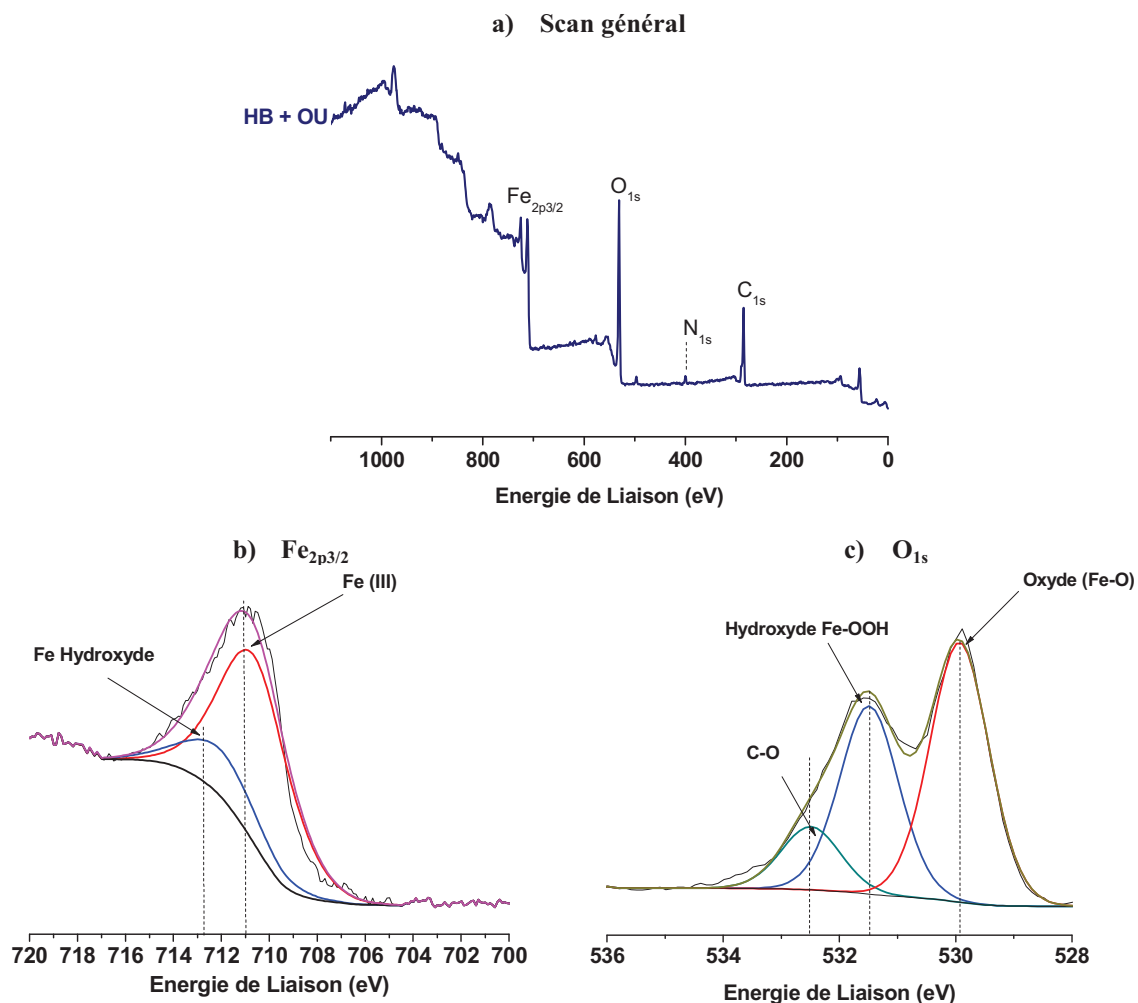 a) Scan général
HB + OU
Fe2p3/2
O1s
N1s
C1s
1000 800 600 400 200 0
Energie de Liaison (eV)
b) Fe2p3/2
Fe (III)
Fe Hydroxyde
720 718 716 714 712 710 708 706 704 702 700
Energie de Liaison (eV)
c) O1s
Oxyde (Fe-O)
Hydroxyde Fe-OOH
C-O
536 534 532 530 528
Energie de Liaison (eV)